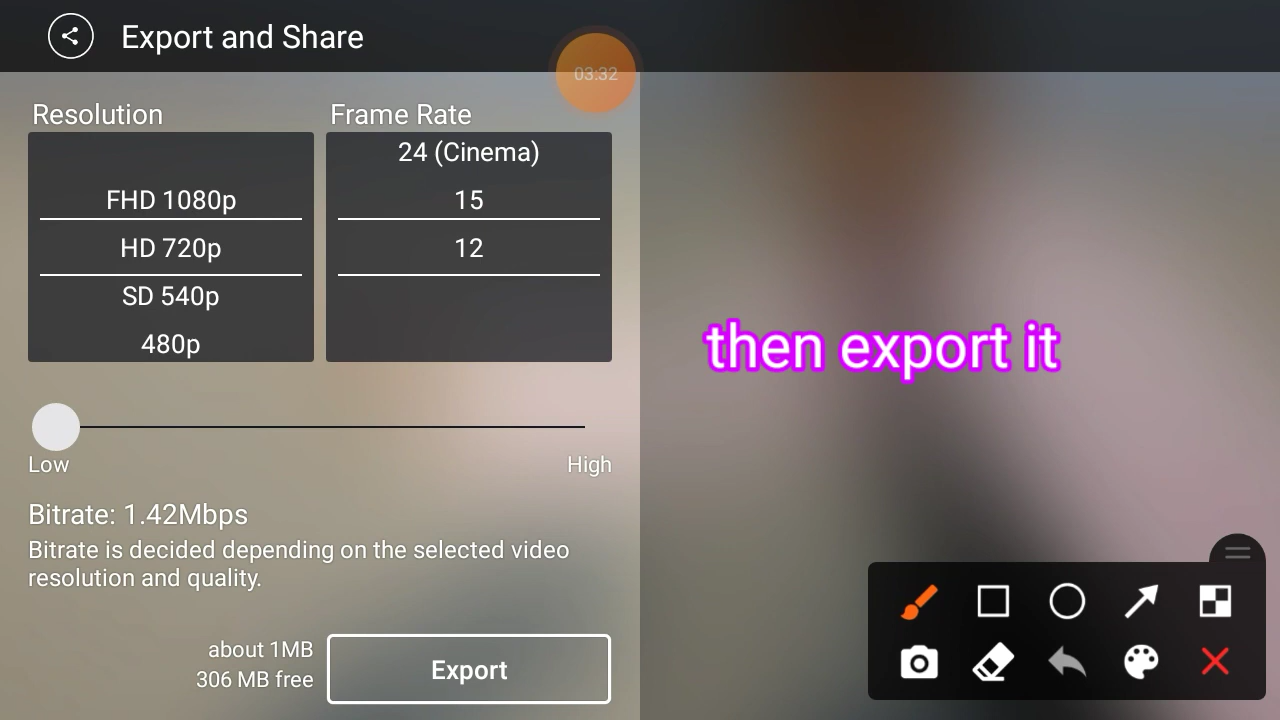 Export and Share
03:32
Resolution
Frame Rate
24 (Cinema)
FHD 1080p
15
HD 720p
12
SD 540p
480p
then export it
Low
High
Bitrate: 1.42Mbps
Bitrate is decided depending on the selected video
resolution and quality.
about 1MB
306 MB free
Export